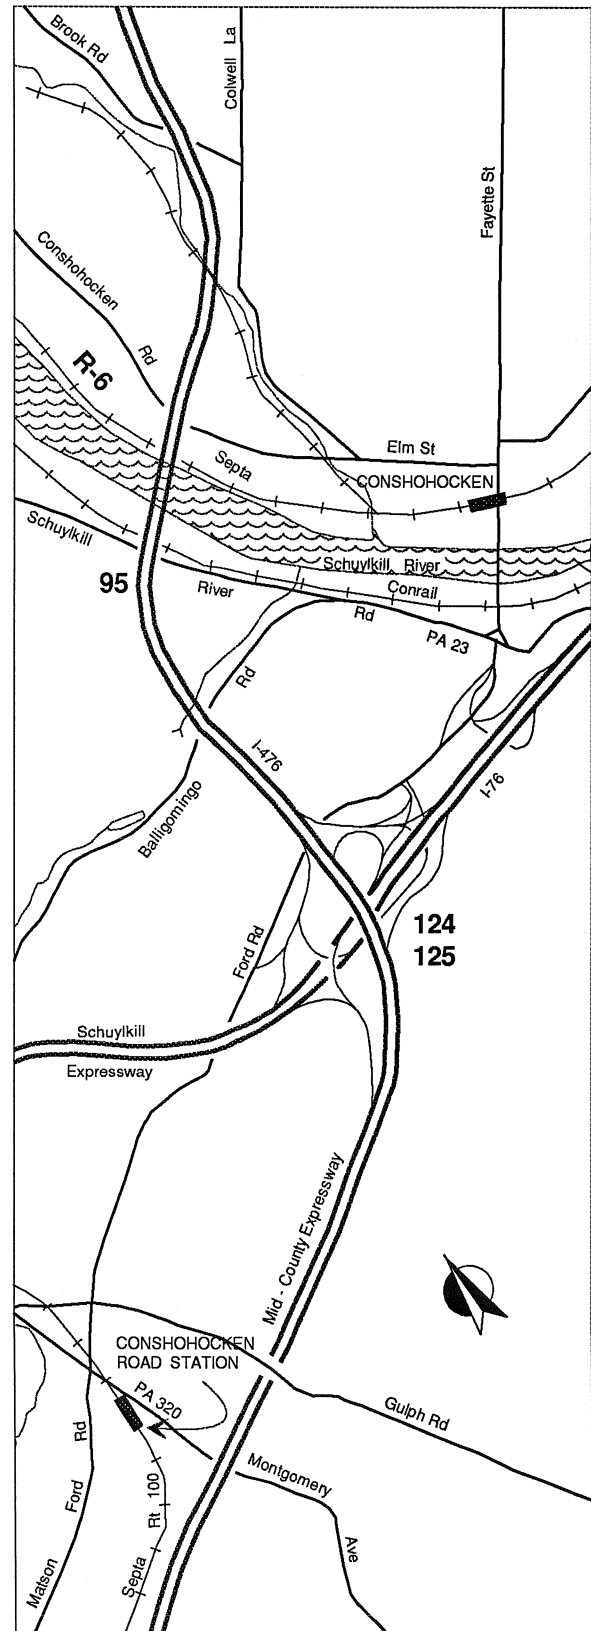 Brook Rd
Colwell La
Fayette St
Conshohocken
Rd
R-6
Elm St
Septa
CONSHOHOCKEN
Schuylkill
Schuylkill River
95
River
Conrail
Rd
PA 23
Rd
I-476
I-76
Balligomingo
124
125
Ford Rd
Schuylkill
Expressway
Mid - County Expressway
CONSHOHOCKEN
ROAD STATION
PA 320
Gulph Rd
Rd
Montgomery
Ford
Rt 100
Ave
Matson
Septa